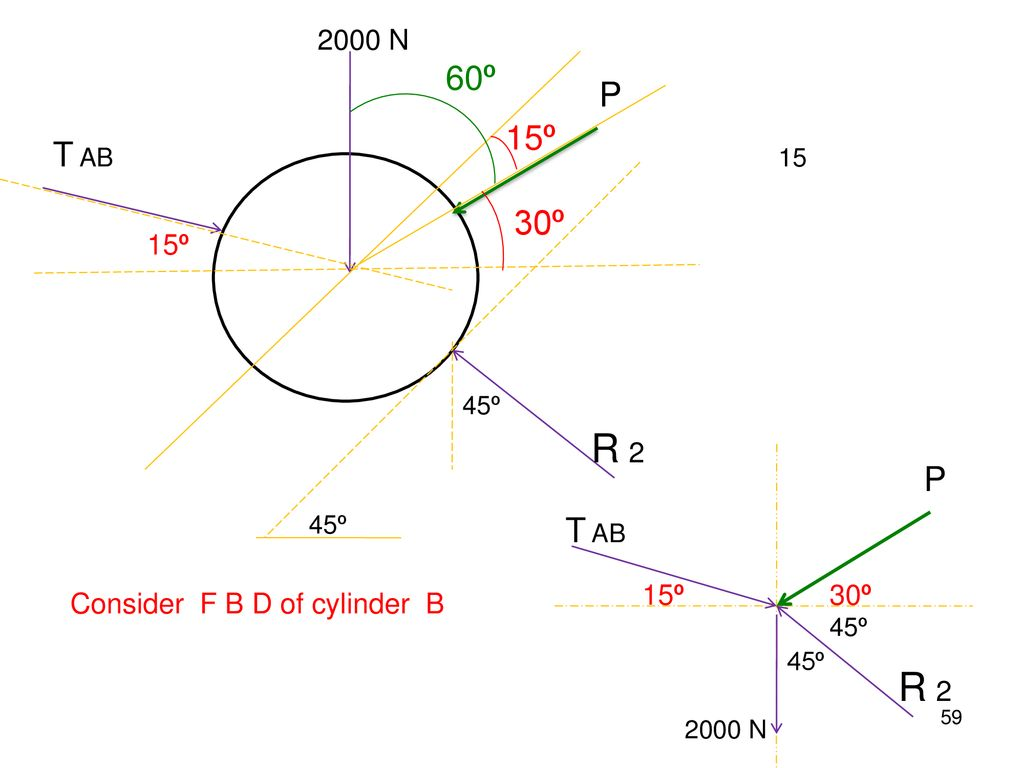 2000 N
60º
P
15º
T AB
15
30º
15º
45º
R 2
P
45º
T AB
15º
30º
Consider F B D of cylinder B
45º
45º
R 2
59
2000 N